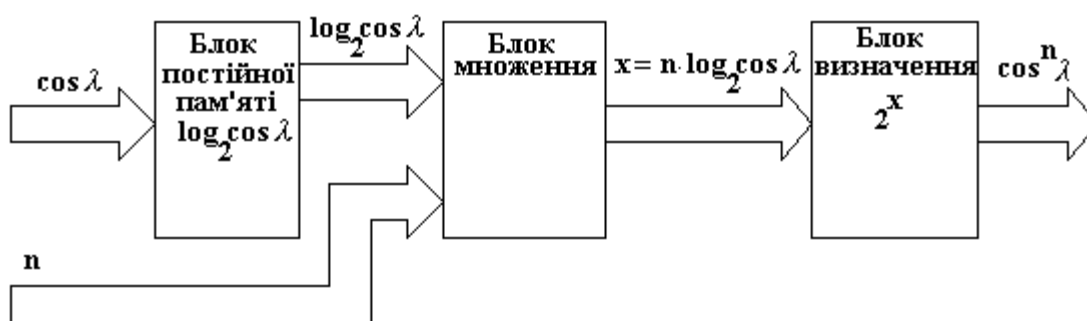 cos λ
Блок
постійної
пам'яті
log₂cos λ
log₂cos λ
n
Блок
множення
x = n·log₂cos λ
Блок
визначення
2ˣ
cosⁿλ